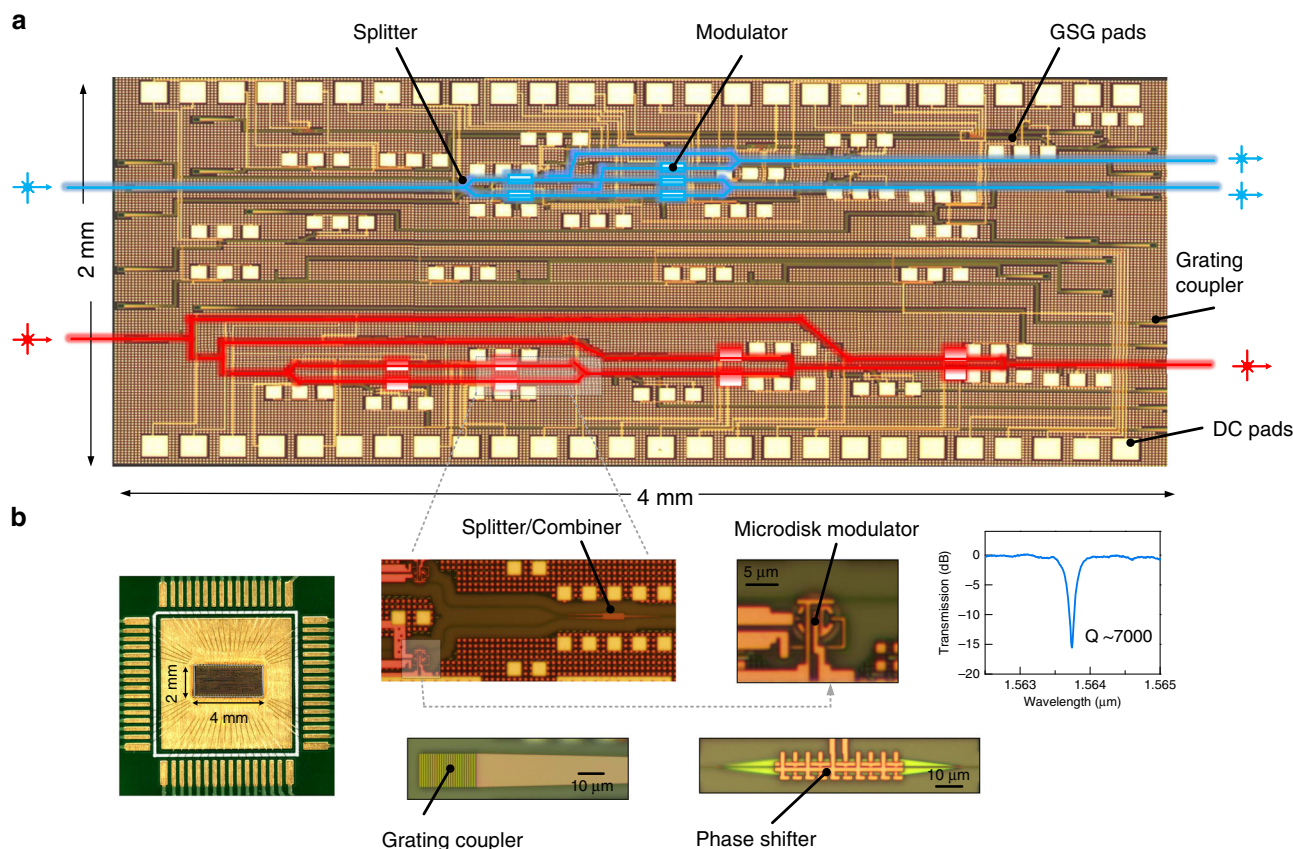 a
Splitter
Modulator
GSG pads
2 mm
Grating
coupler
DC pads
4 mm
b
Splitter/Combiner
Microdisk modulator
5 μm
2 mm
4 mm
Transmission (dB)
0
−5
−10
−15
−20
Q ~7000
1.563
1.564
1.565
Wavelength (μm)
10 μm
10 μm
Grating coupler
Phase shifter